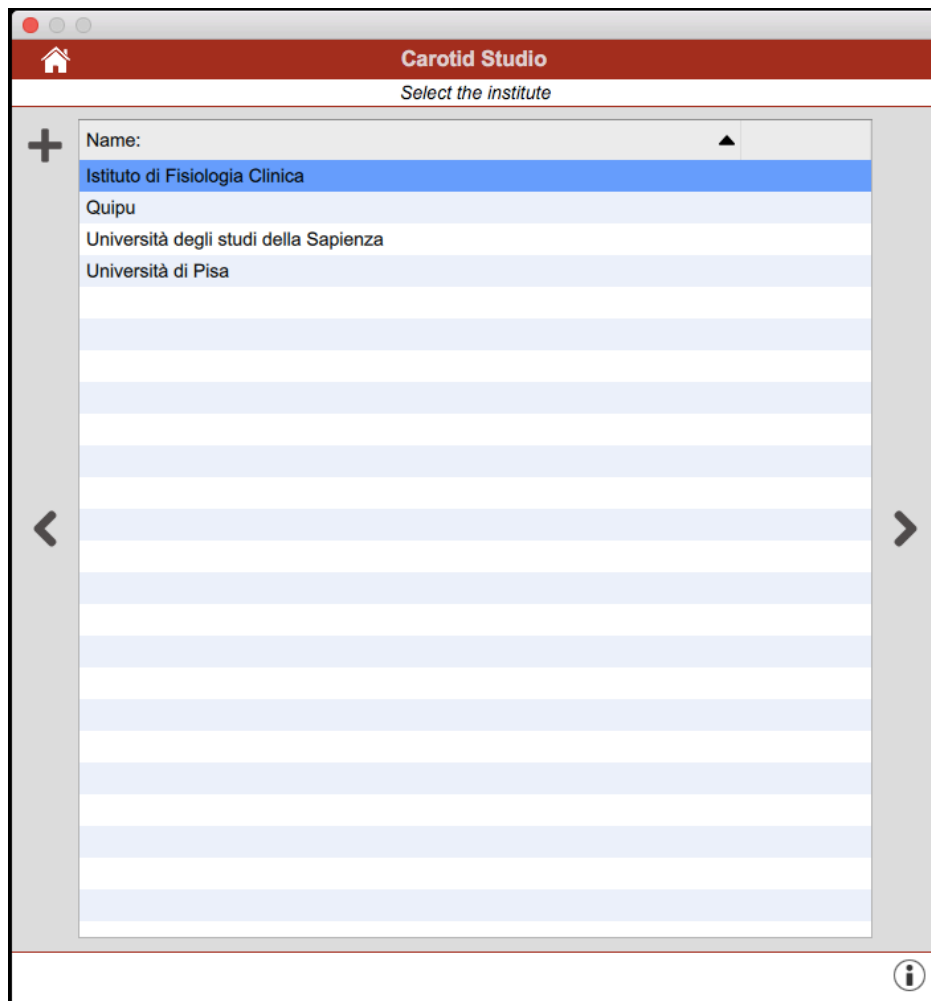 Carotid Studio
Select the institute
Name:
Istituto di Fisiologia Clinica
Quipu
Università degli studi della Sapienza
Università di Pisa